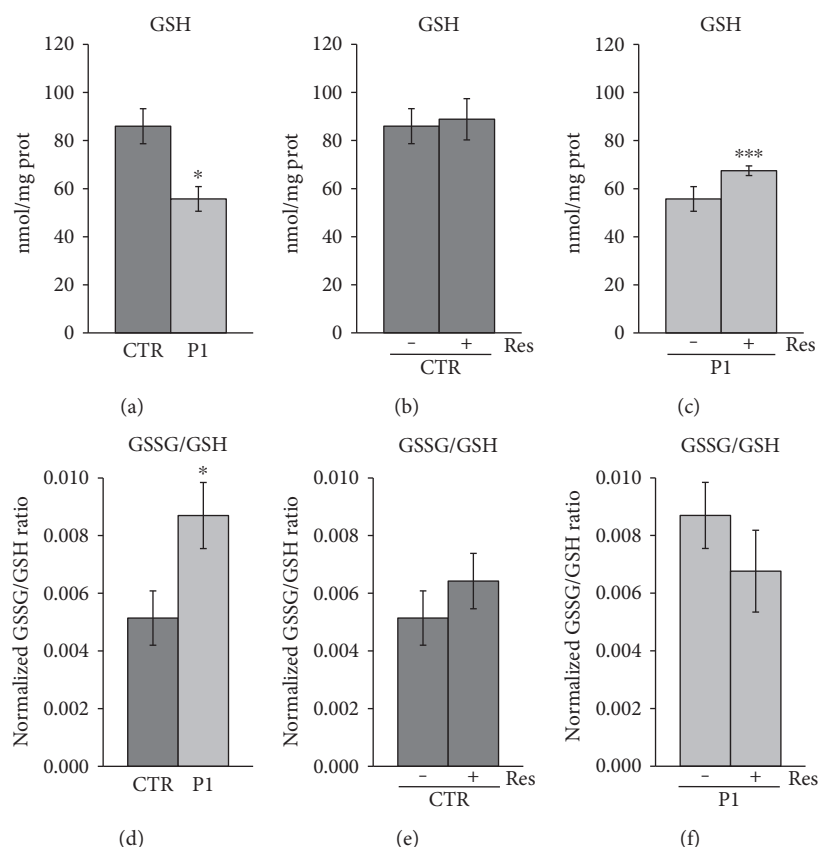 GSH
120
100
80
60
40
20
0
nmol/mg prot
*
CTR P1
(a)
GSH
120
100
80
60
40
20
0
nmol/mg prot
− + Res
CTR
(b)
GSH
120
100
80
60
40
20
0
nmol/mg prot
***
− + Res
P1
(c)
GSSG/GSH
0.010
0.008
0.006
0.004
0.002
0.000
Normalized GSSG/GSH ratio
*
CTR P1
(d)
GSSG/GSH
0.010
0.008
0.006
0.004
0.002
0.000
Normalized GSSG/GSH ratio
− + Res
CTR
(e)
GSSG/GSH
0.010
0.008
0.006
0.004
0.002
0.000
Normalized GSSG/GSH ratio
− + Res
P1
(f)